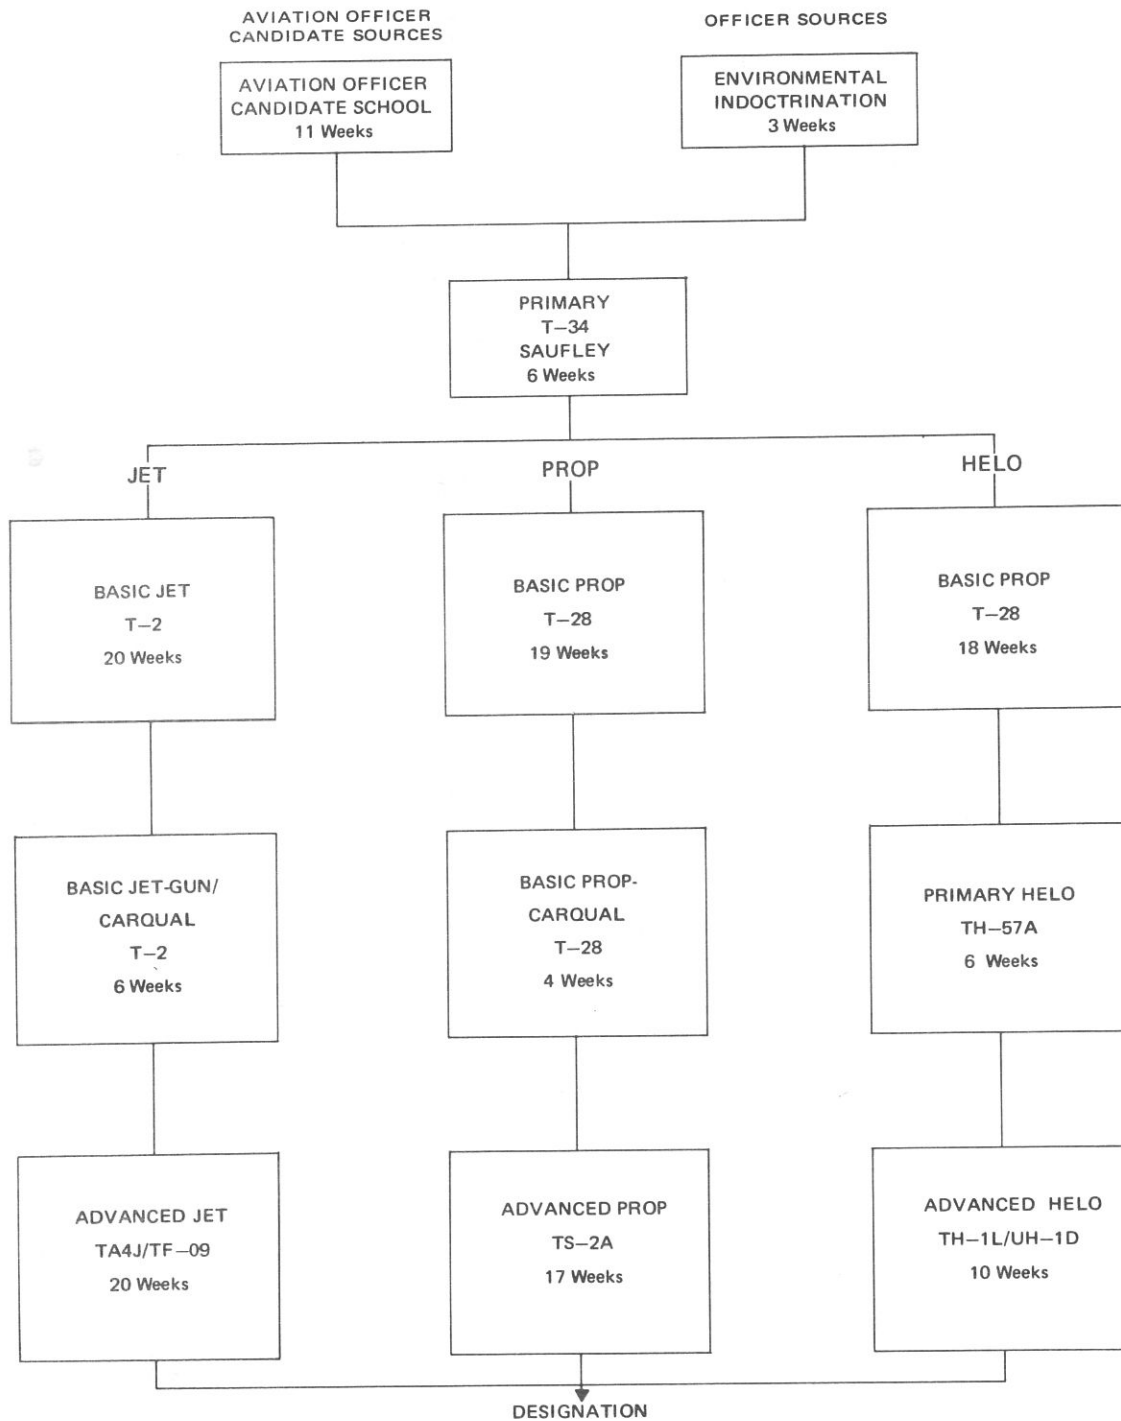 AVIATION OFFICER
CANDIDATE SOURCES
OFFICER SOURCES
AVIATION OFFICER
CANDIDATE SCHOOL
11 Weeks
ENVIRONMENTAL
INDOCTRINATION
3 Weeks
PRIMARY
T–34
SAUFLEY
6 Weeks
JET
PROP
HELO
BASIC JET
T–2
20 Weeks
BASIC PROP
T–28
19 Weeks
BASIC PROP
T–28
18 Weeks
BASIC JET-GUN/
CARQUAL
T–2
6 Weeks
BASIC PROP-
CARQUAL
T–28
4 Weeks
PRIMARY HELO
TH–57A
6 Weeks
ADVANCED JET
TA4J/TF–09
20 Weeks
ADVANCED PROP
TS–2A
17 Weeks
ADVANCED HELO
TH–1L/UH–1D
10 Weeks
DESIGNATION